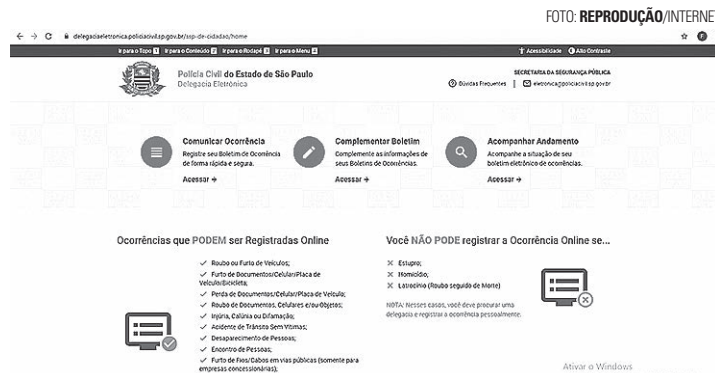 FOTO: REPRODUÇÃO/INTERNE
delegaciaeletronica.policiacivil.sp.gov.br/ssp-de-cidadao/home
Ir para o Topo 1 Ir para o Conteúdo 2 Ir para o Rodapé 3 Ir para o Menu 4 Acessibilidade Alto Contraste
Polícia Civil do Estado de São Paulo
Delegacia Eletrônica
SECRETARIA DA SEGURANÇA PÚBLICA
Dúvidas Frequentes | eletronica@policiacivil.sp.gov.br
Comunicar Ocorrência
Registre seu Boletim de Ocorrência
de forma rápida e segura.
Acessar →
Complementar Boletim
Complemente as informações de
seus Boletins de Ocorrências.
Acessar →
Acompanhar Andamento
Acompanhe a situação de seu
boletim eletrônico de ocorrências.
Acessar →
Ocorrências que PODEM ser Registradas Online
✓ Roubo ou Furto de Veículos;
✓ Furto de Documentos/Celular/Placa de
Veículo/Bicicleta;
✓ Perda de Documentos/Celular/Placa de Veículo;
✓ Roubo de Documentos, Celulares e/ou Objetos;
✓ Injúria, Calúnia ou Difamação;
✓ Acidente de Trânsito Sem Vítimas;
✓ Desaparecimento de Pessoas;
✓ Encontro de Pessoas;
✓ Furto de Fios/Cabos em vias públicas (somente para
empresas concessionárias);
Você NÃO PODE registrar a Ocorrência Online se...
Estupro;
Homicídio;
Latrocínio (Roubo seguido de Morte)
NOTA: Nesses casos, você deve procurar uma
delegacia e registrar a ocorrência pessoalmente.
Ativar o Windows